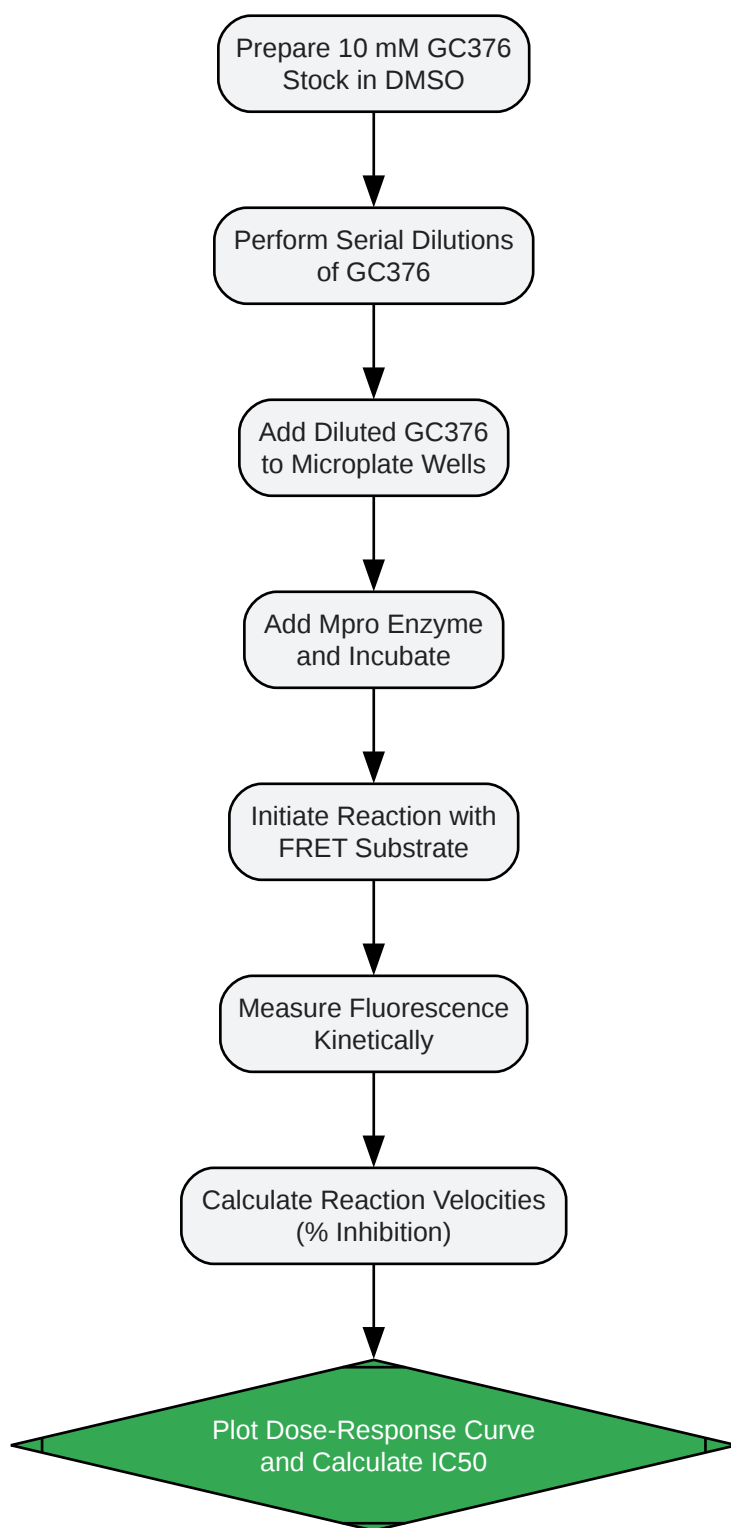 Prepare 10 mM GC376
Stock in DMSO
Perform Serial Dilutions
of GC376
Add Diluted GC376
to Microplate Wells
Add Mpro Enzyme
and Incubate
Initiate Reaction with
FRET Substrate
Measure Fluorescence
Kinetically
Calculate Reaction Velocities
(% Inhibition)
Plot Dose-Response Curve
and Calculate IC50